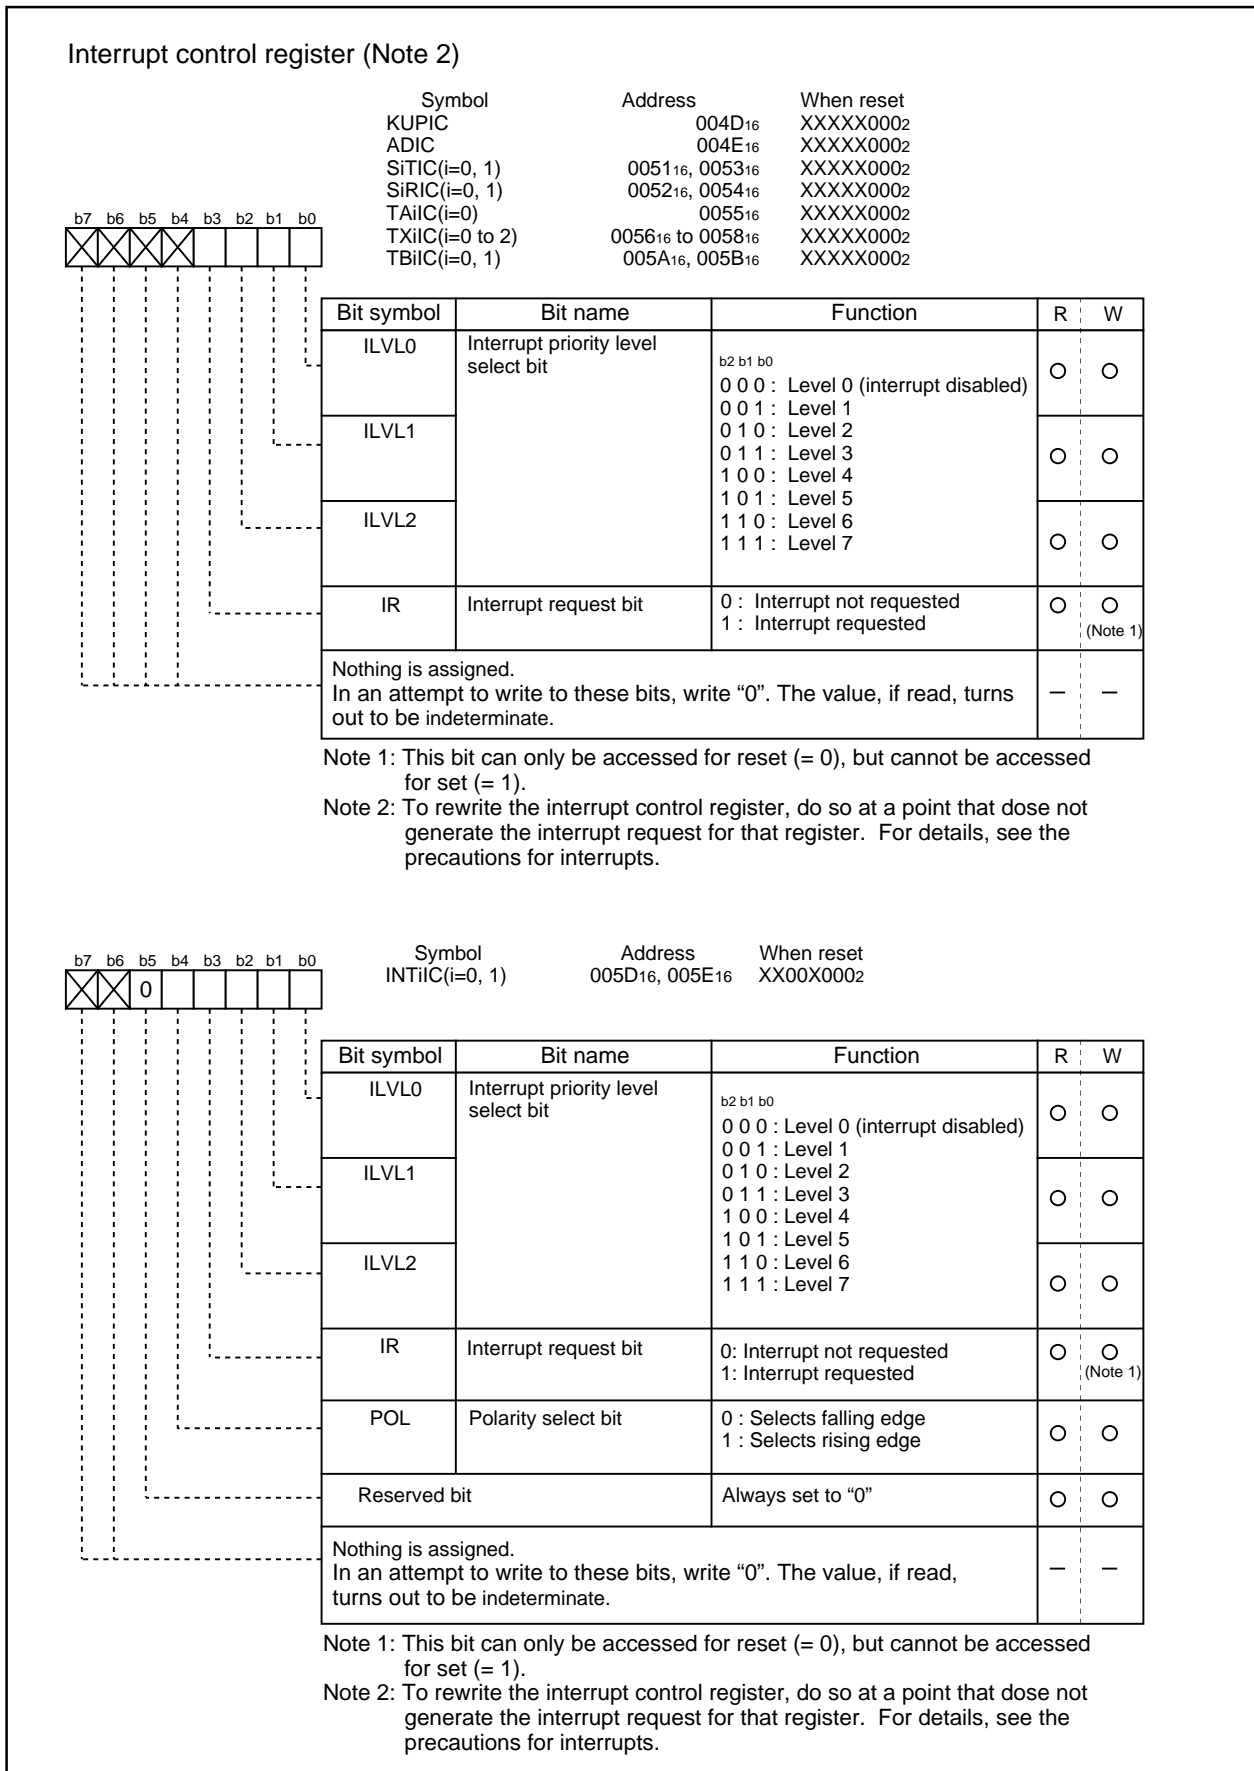 Interrupt control register (Note 2)
Symbol Address When reset
KUPIC 004D16 XXXXX0002
ADIC 004E16 XXXXX0002
SiTIC(i=0, 1) 005116, 005316 XXXXX0002
SiRIC(i=0, 1) 005216, 005416 XXXXX0002
TAiIC(i=0) 005516 XXXXX0002
TXiIC(i=0 to 2) 005616 to 005816 XXXXX0002
TBiIC(i=0, 1) 005A16, 005B16 XXXXX0002
b7 b6 b5 b4 b3 b2 b1 b0
Bit symbol Bit name Function R W
ILVL0 Interrupt priority level
select bit
b2 b1 b0
0 0 0 : Level 0 (interrupt disabled)
0 0 1 : Level 1
ILVL1 0 1 0 : Level 2
0 1 1 : Level 3
1 0 0 : Level 4
1 0 1 : Level 5
ILVL2 1 1 0 : Level 6
1 1 1 : Level 7
IR Interrupt request bit 0 : Interrupt not requested
1 : Interrupt requested
(Note 1)
Nothing is assigned.
In an attempt to write to these bits, write “0”. The value, if read, turns
out to be indeterminate.
Note 1: This bit can only be accessed for reset (= 0), but cannot be accessed
for set (= 1).
Note 2: To rewrite the interrupt control register, do so at a point that dose not
generate the interrupt request for that register. For details, see the
precautions for interrupts.
Symbol Address When reset
INTiIC(i=0, 1) 005D16, 005E16 XX00X0002
b7 b6 b5 b4 b3 b2 b1 b0
0
Bit symbol Bit name Function R W
ILVL0 Interrupt priority level
select bit
b2 b1 b0
0 0 0 : Level 0 (interrupt disabled)
0 0 1 : Level 1
ILVL1 0 1 0 : Level 2
0 1 1 : Level 3
1 0 0 : Level 4
1 0 1 : Level 5
ILVL2 1 1 0 : Level 6
1 1 1 : Level 7
IR Interrupt request bit 0: Interrupt not requested
1: Interrupt requested
(Note 1)
POL Polarity select bit 0 : Selects falling edge
1 : Selects rising edge
Reserved bit Always set to “0”
Nothing is assigned.
In an attempt to write to these bits, write “0”. The value, if read,
turns out to be indeterminate.
Note 1: This bit can only be accessed for reset (= 0), but cannot be accessed
for set (= 1).
Note 2: To rewrite the interrupt control register, do so at a point that dose not
generate the interrupt request for that register. For details, see the
precautions for interrupts.